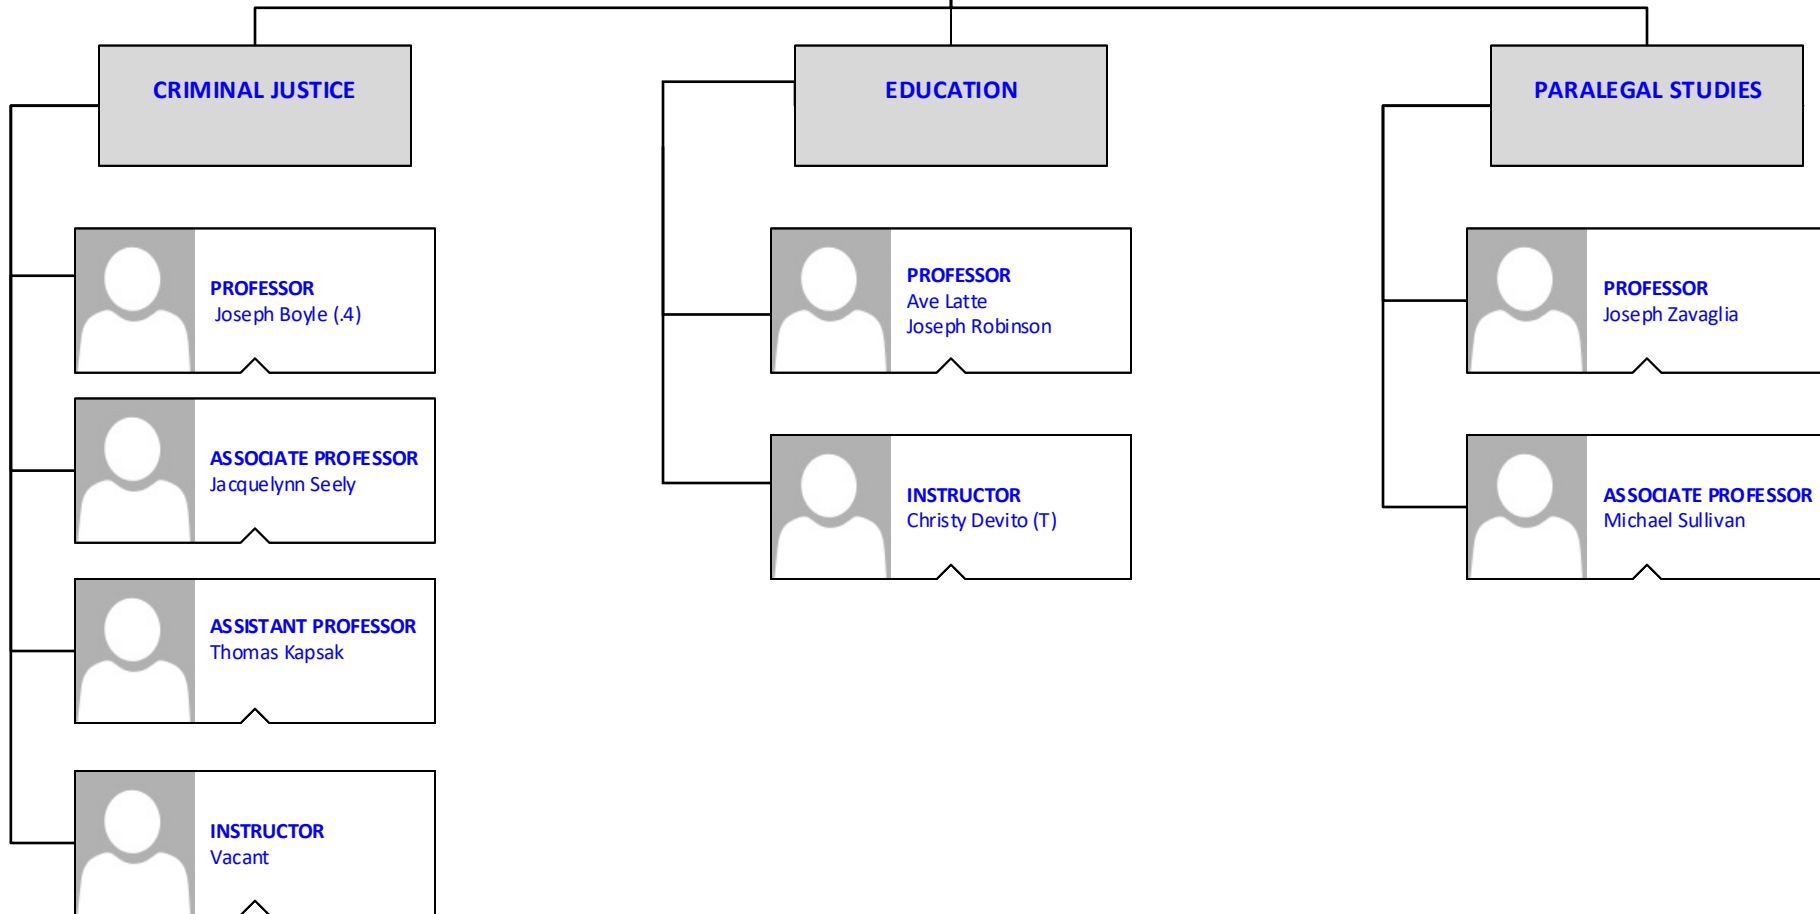 CRIMINAL JUSTICE
PROFESSOR
Joseph Boyle (.4)
ASSOCIATE PROFESSOR
Jacquelynn Seely
ASSISTANT PROFESSOR
Thomas Kapsak
INSTRUCTOR
Vacant
EDUCATION
PROFESSOR
Ave Latte
Joseph Robinson
INSTRUCTOR
Christy Devito (T)
PARALEGAL STUDIES
PROFESSOR
Joseph Zavaglia
ASSOCIATE PROFESSOR
Michael Sullivan